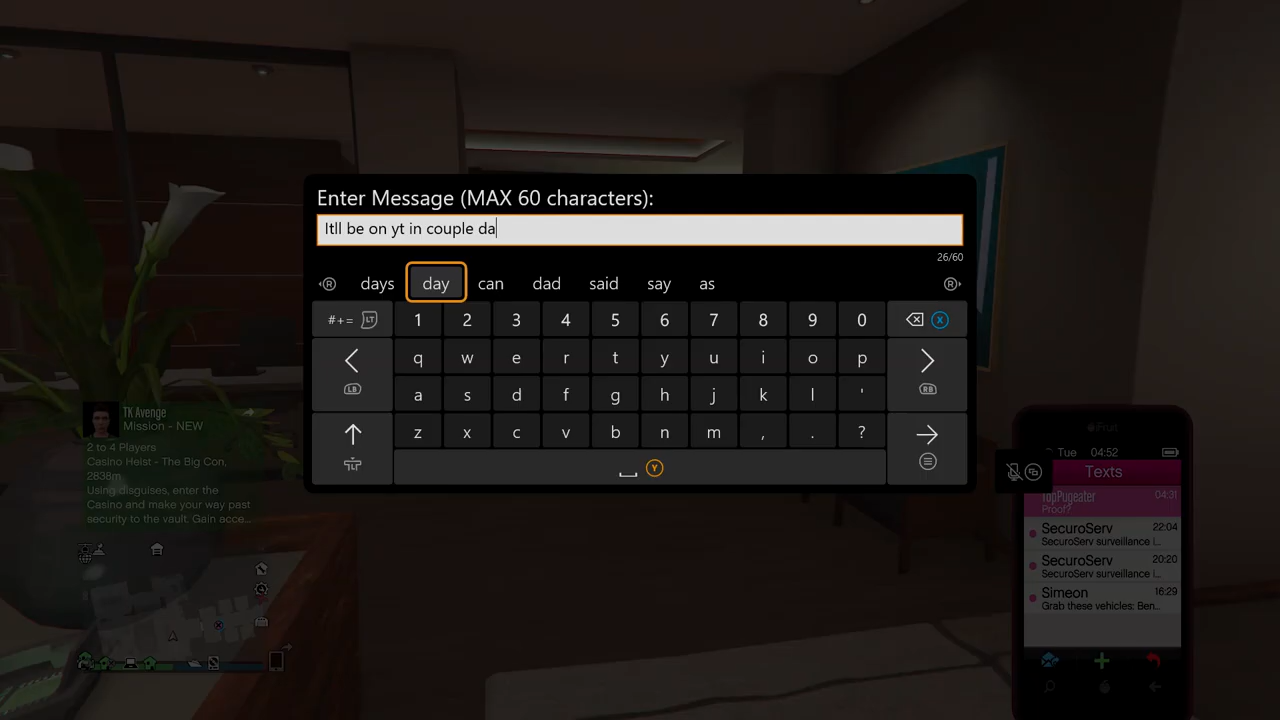 Enter Message (MAX 60 characters):
Itll be on yt in couple da
26/60
R days day can dad said say as R
#+= LT 1 2 3 4 5 6 7 8 9 0 X
q w e r t y u i o p
LB RB
a s d f g h j k l '
z x c v b n m , . ?
LT
Y
TK Avenge
Mission - NEW
2 to 4 Players
Casino Heist - The Big Con,
2838m
Using disguises, enter the
Casino and make your way past
security to the vault. Gain acce...
iFruit
Tue 04:52
Texts
TopPugeater 04:31
Proof?
SecuroServ 22:04
SecuroServ surveillance i...
SecuroServ 20:20
SecuroServ surveillance i...
Simeon 16:29
Grab these vehicles: Ben...